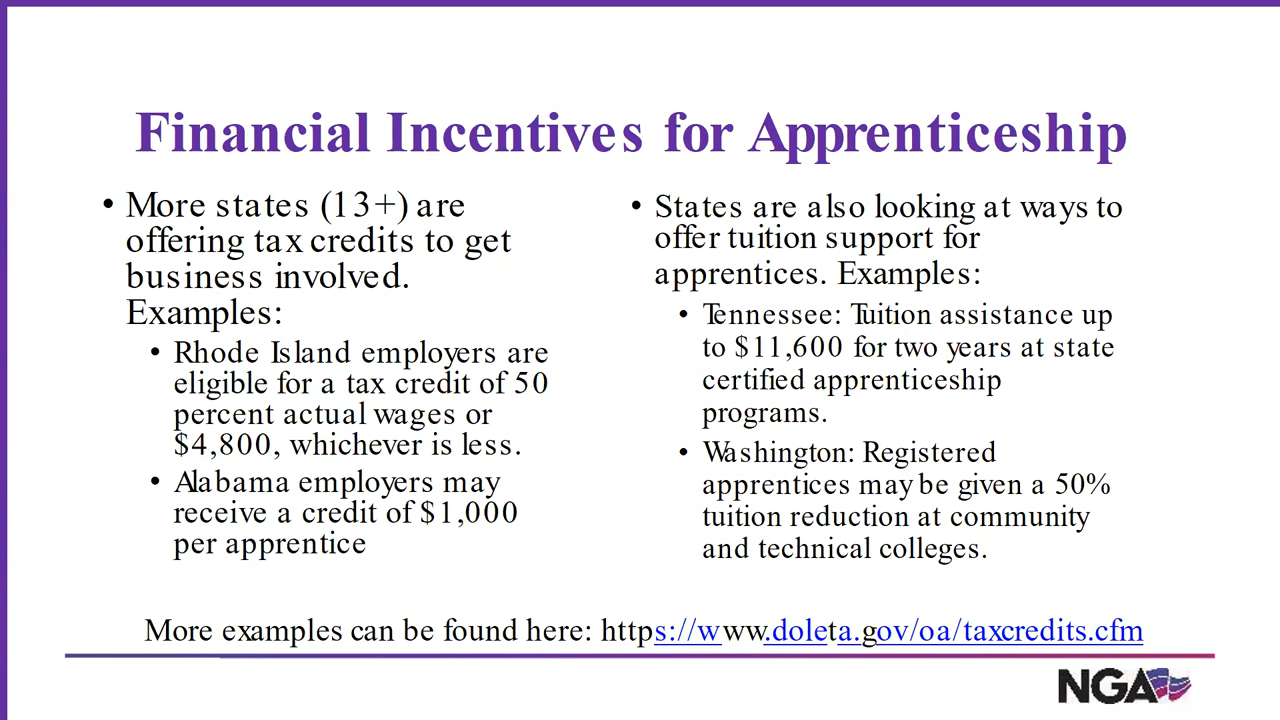 Financial Incentives for Apprenticeship
• More states (13+) are
offering tax credits to get
business involved.
Examples:
• Rhode Island employers are
eligible for a tax credit of 50
percent actual wages or
$4,800, whichever is less.
• Alabama employers may
receive a credit of $1,000
per apprentice
• States are also looking at ways to
offer tuition support for
apprentices. Examples:
• Tennessee: Tuition assistance up
to $11,600 for two years at state
certified apprenticeship
programs.
• Washington: Registered
apprentices may be given a 50%
tuition reduction at community
and technical colleges.
More examples can be found here: https://www.doleta.gov/oa/taxcredits.cfm
NGA